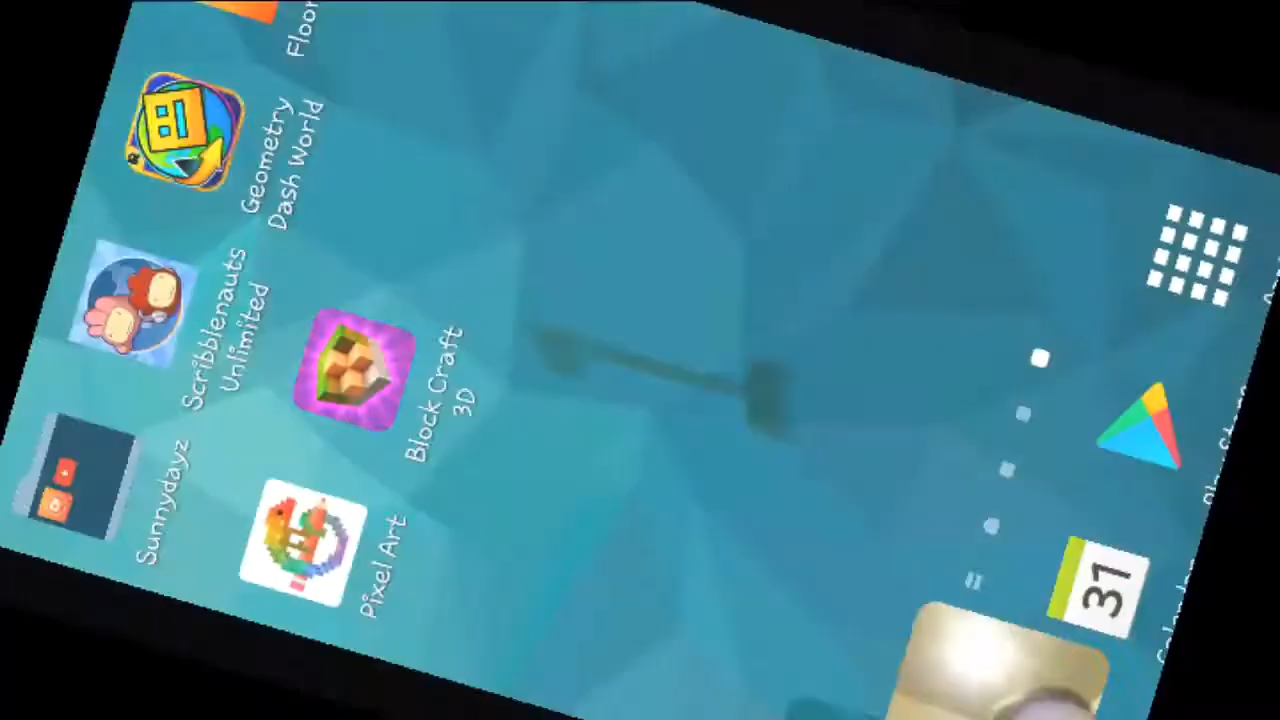 Floor
Geometry
Dash World
Scribblenauts
Unlimited
Sunnydayz
Block Craft
3D
Pixel Art
31